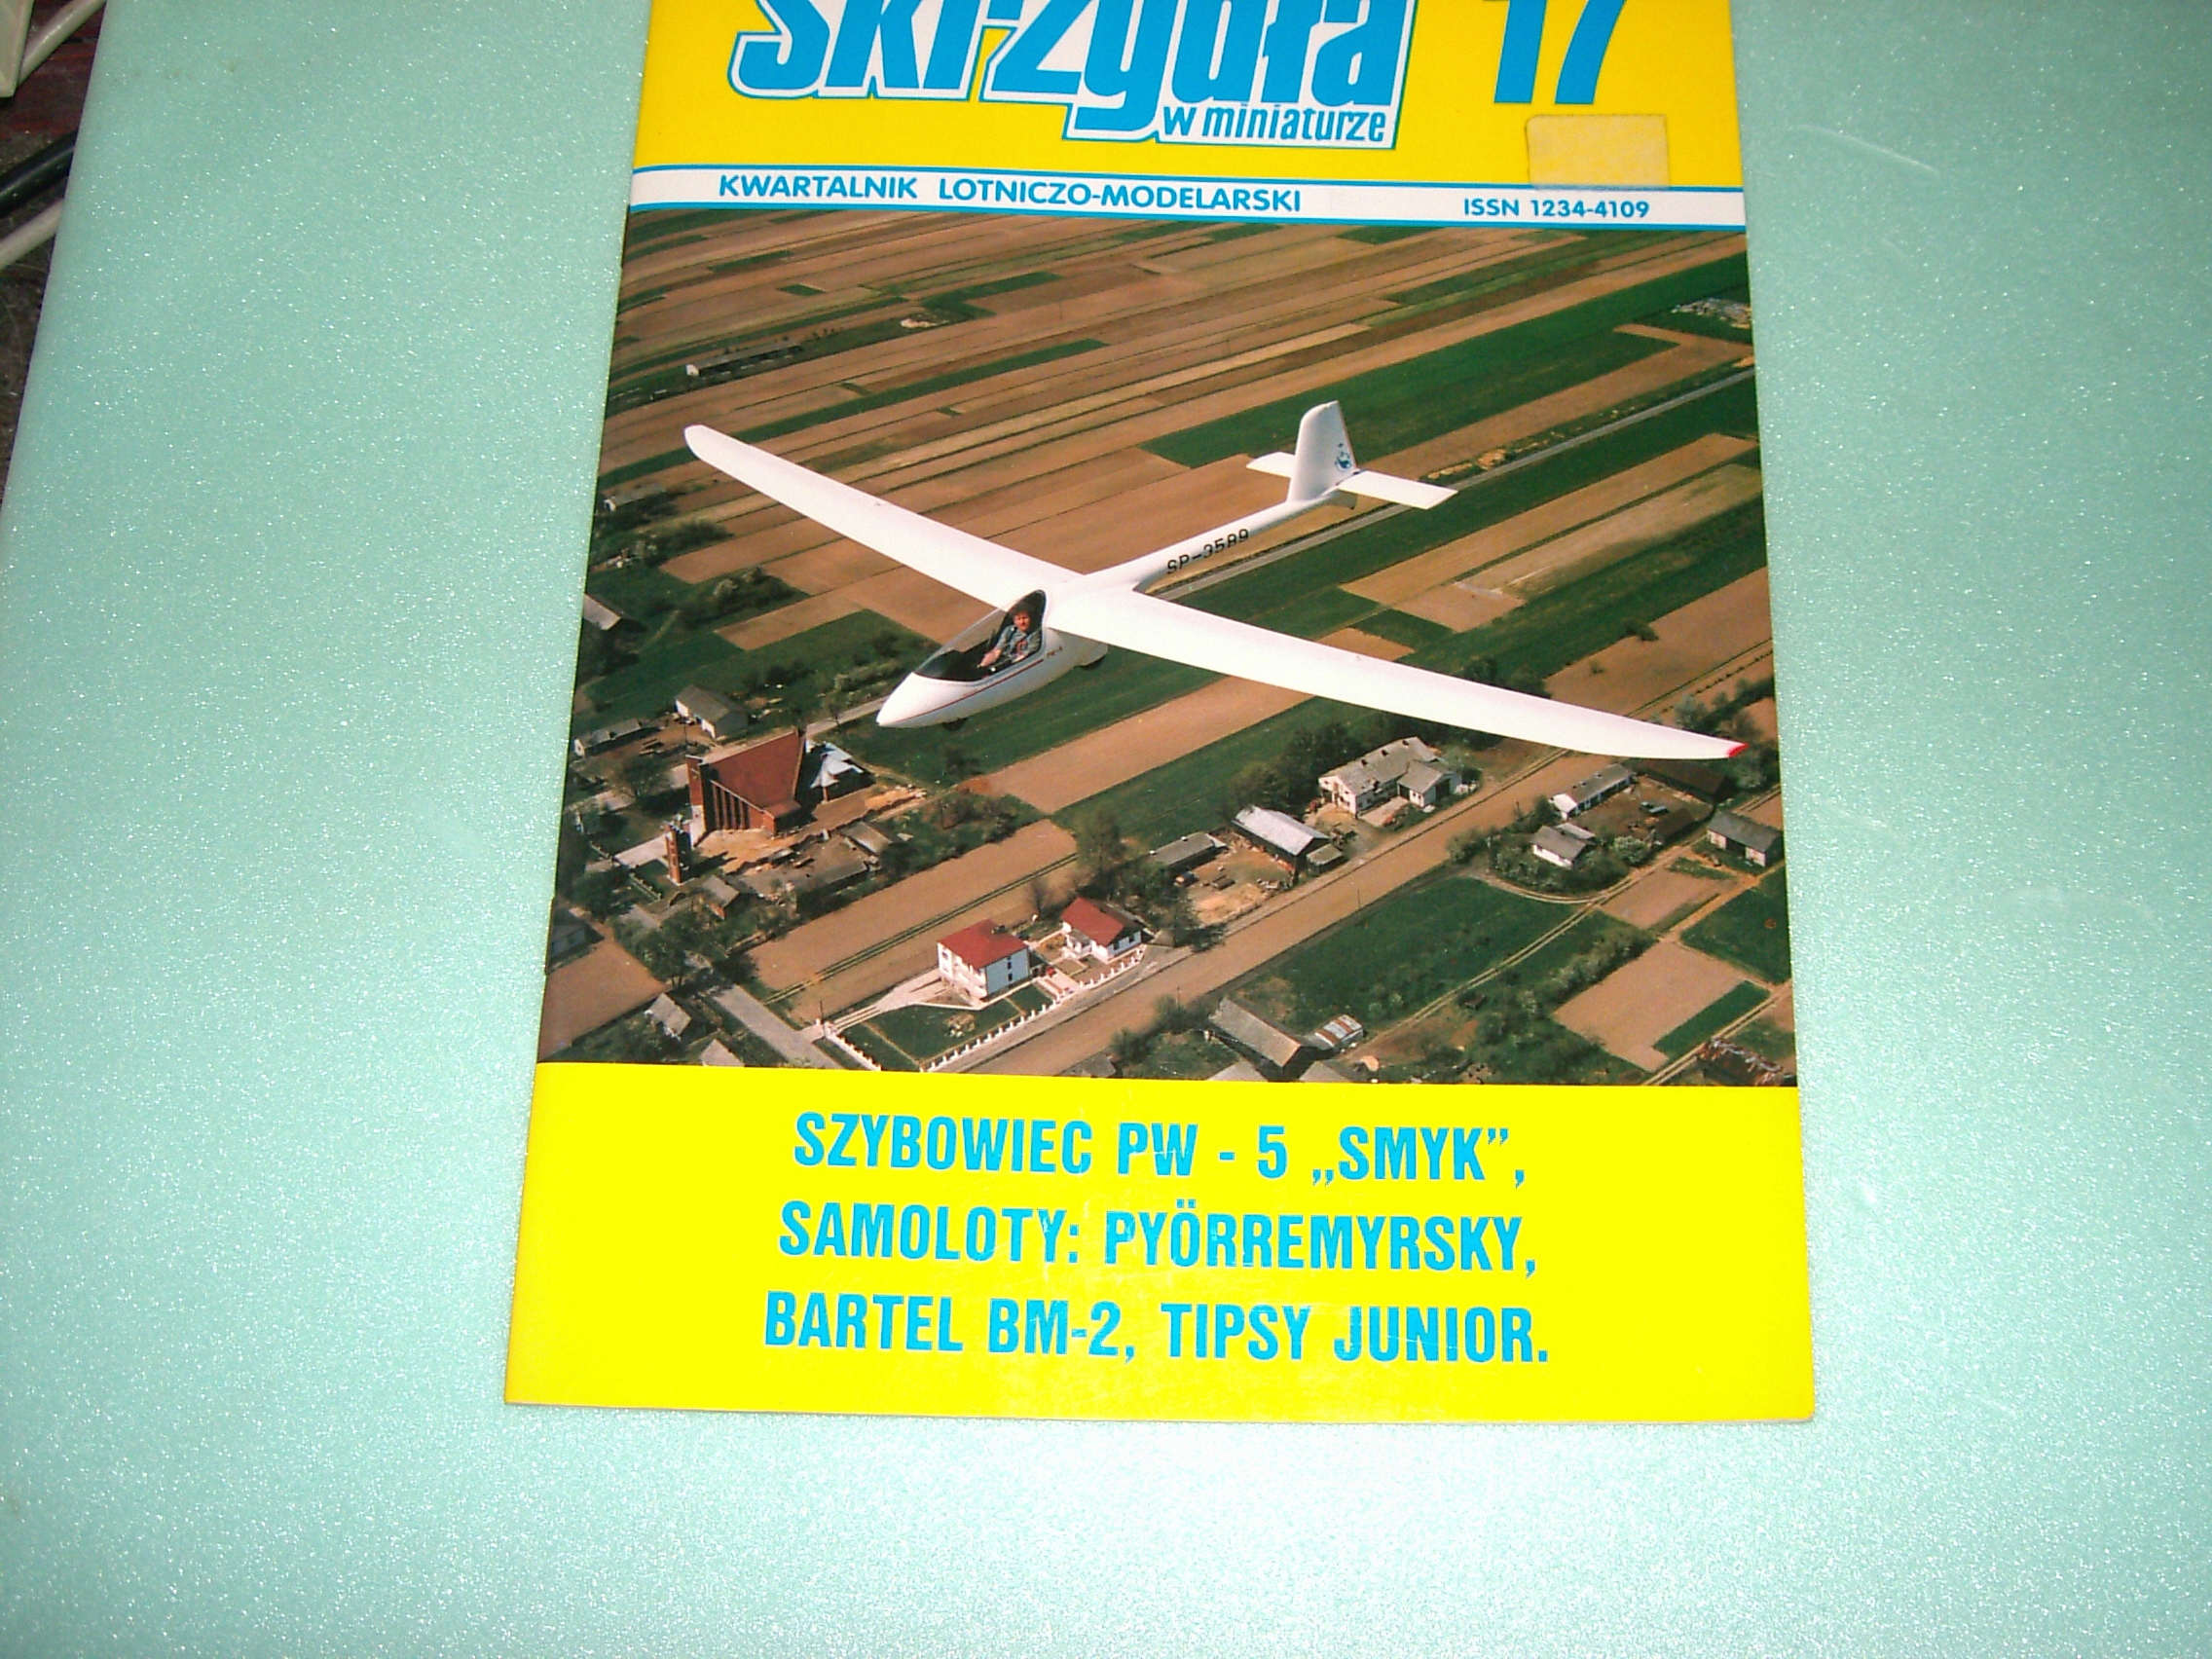 Skrzydła 17
w miniaturze
KWARTALNIK LOTNICZO-MODELARSKI ISSN 1234-4109
SP-3589
SZYBOWIEC PW - 5 „SMYK”,
SAMOLOTY: PYÖRREMYRSKY,
BARTEL BM-2, TIPSY JUNIOR.